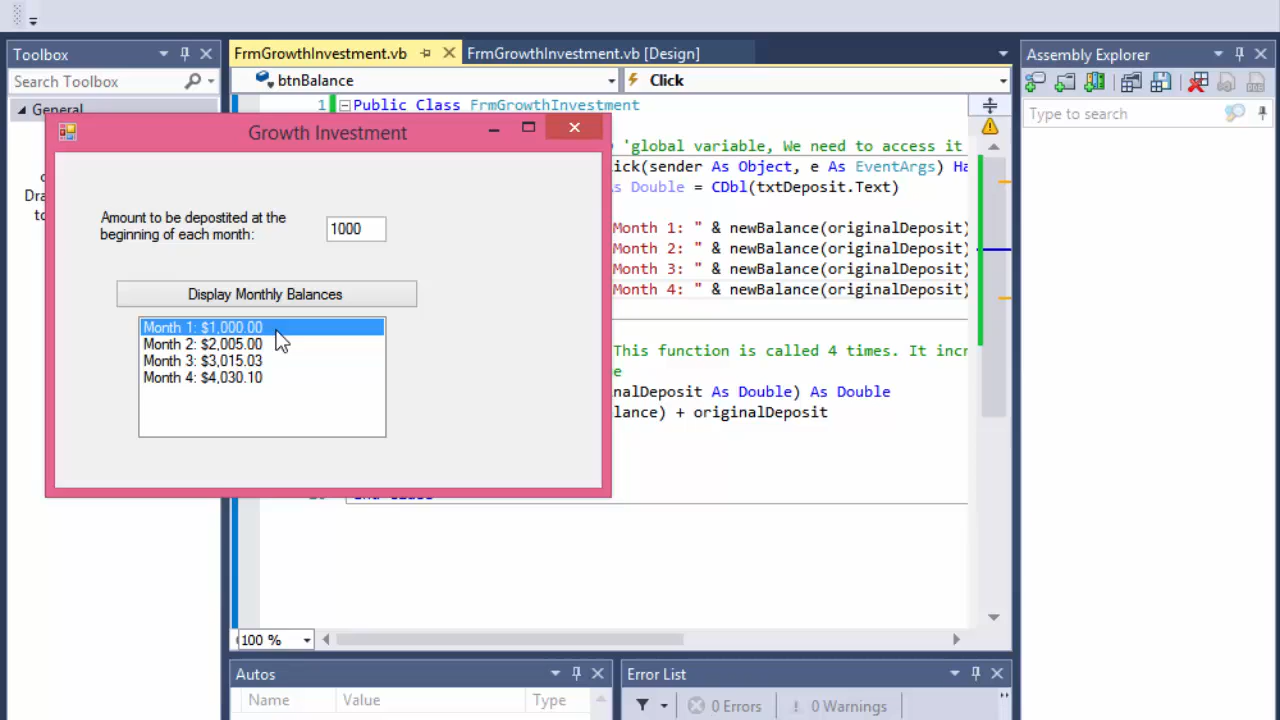 Toolbox
Search Toolbox
General
FrmGrowthInvestment.vb
FrmGrowthInvestment.vb [Design]
btnBalance
Click
1
Public Class FrmGrowthInvestment
'global variable, We need to access it
ick(sender As Object, e As EventArgs) Ha
s Double = CDbl(txtDeposit.Text)
Month 1: " & newBalance(originalDeposit)
Month 2: " & newBalance(originalDeposit)
Month 3: " & newBalance(originalDeposit)
Month 4: " & newBalance(originalDeposit)
This function is called 4 times. It incr
e
nalDeposit As Double) As Double
lance) + originalDeposit
Growth Investment
Amount to be depostited at the
beginning of each month:
1000
Display Monthly Balances
Month 1: $1,000.00
Month 2: $2,005.00
Month 3: $3,015.03
Month 4: $4,030.10
Dra
to
100 %
Assembly Explorer
Type to search
Autos
Name
Value
Type
Error List
0 Errors
0 Warnings